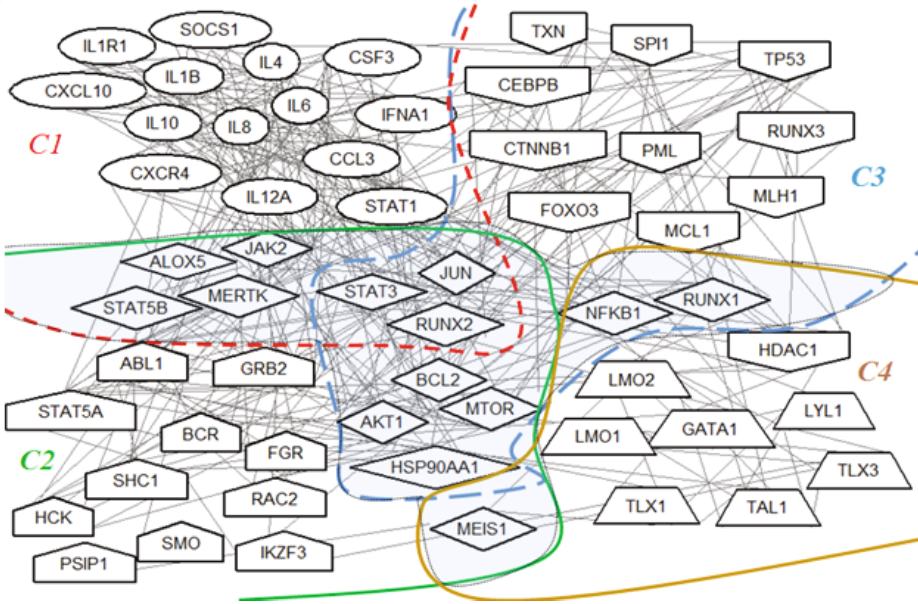 SOCS1
TXN
SPI1
IL1R1
IL4
CSF3
TP53
IL1B
CEBPB
CXCL10
IL6
IFNA1
IL10
IL8
RUNX3
C1
CTNNB1
PML
CCL3
CXCR4
C3
IL12A
MLH1
STAT1
FOXO3
MCL1
JAK2
ALOX5
JUN
MERTK
STAT3
RUNX1
STAT5B
NFKB1
RUNX2
HDAC1
ABL1
GRB2
BCL2
LMO2
C4
STAT5A
MTOR
LYL1
AKT1
BCR
LMO1
GATA1
FGR
C2
HSP90AA1
TLX3
SHC1
RAC2
HCK
TLX1
TAL1
MEIS1
SMO
IKZF3
PSIP1